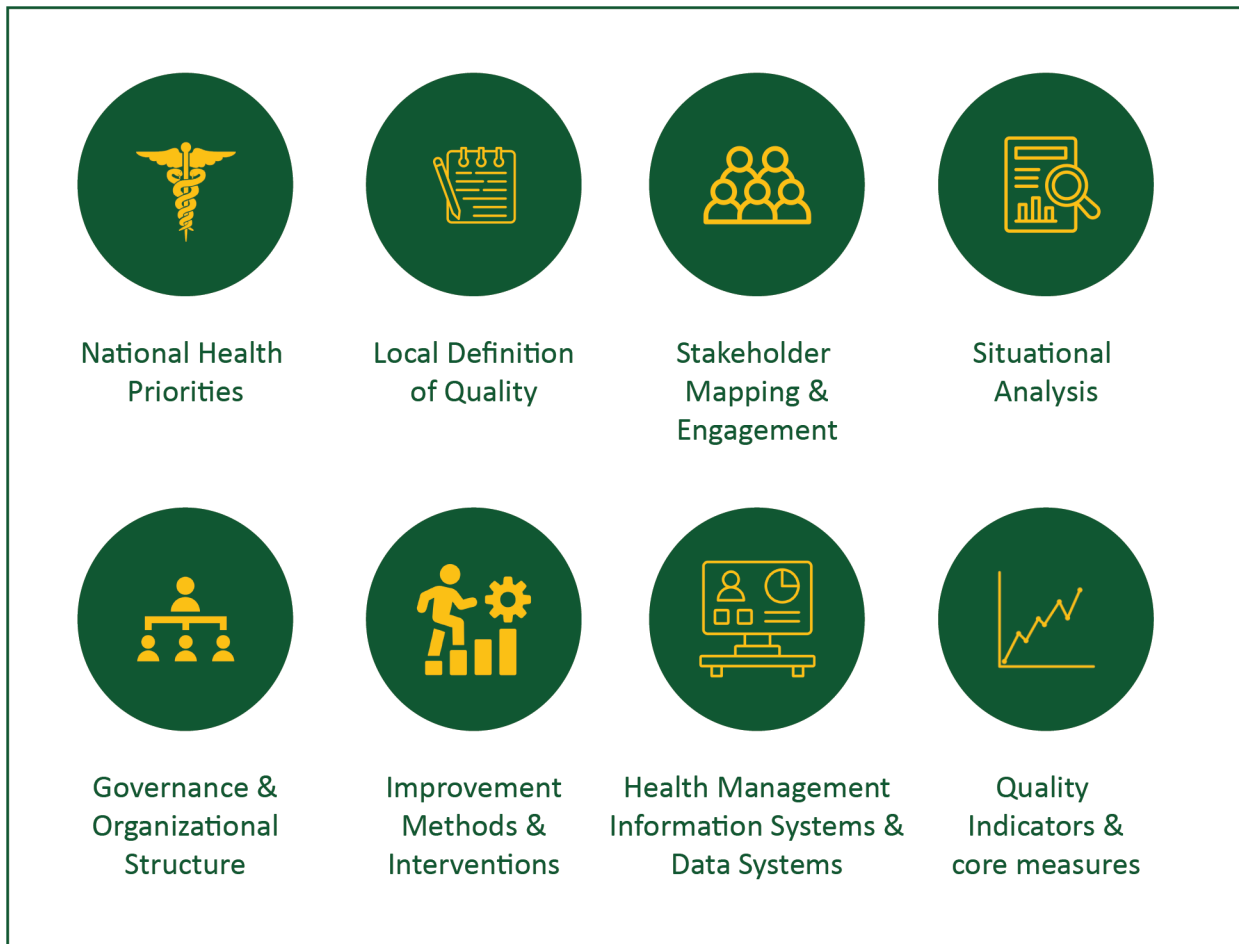 National Health
Priorities
Local Definition
of Quality
Stakeholder
Mapping &
Engagement
Situational
Analysis
Governance &
Organizational
Structure
Improvement
Methods &
Interventions
Health Management
Information Systems &
Data Systems
Quality
Indicators &
core measures